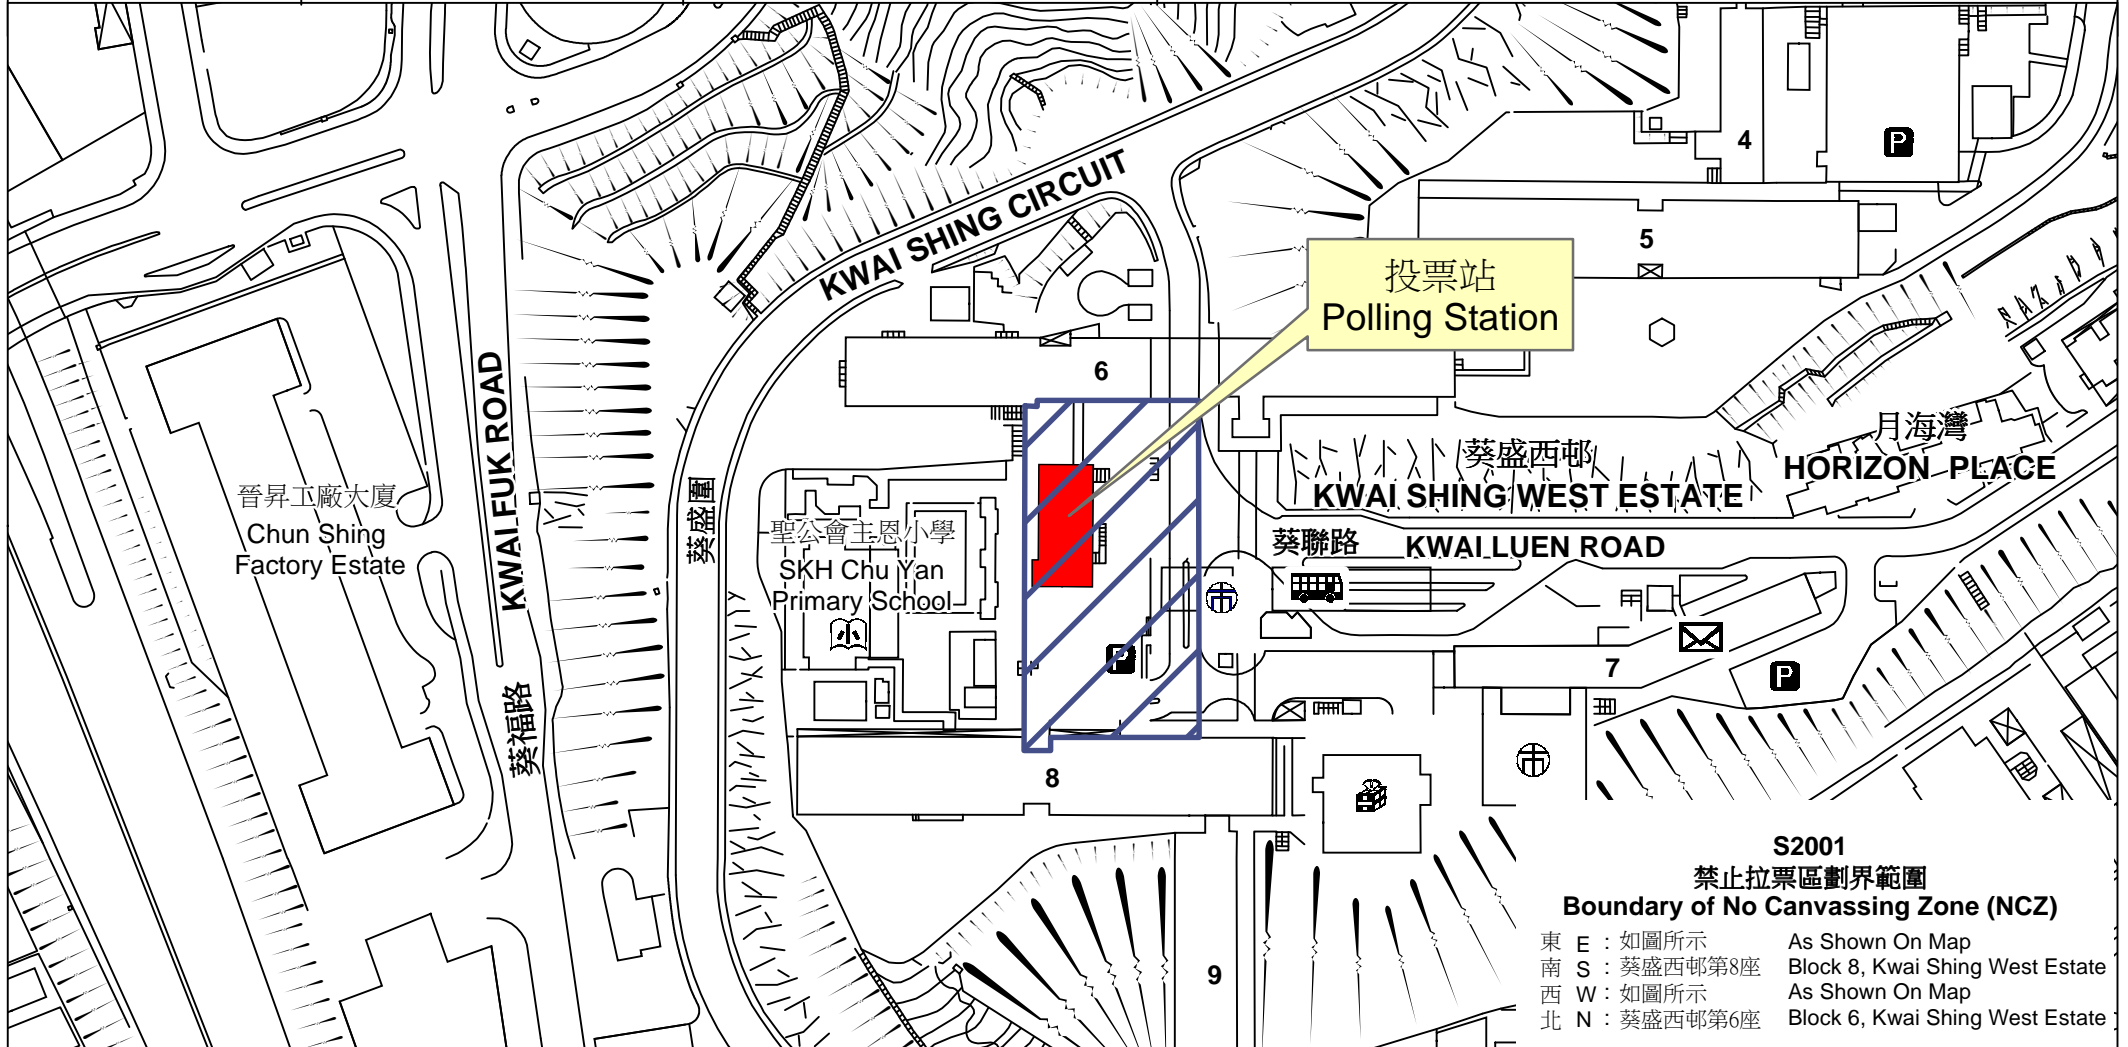 KWAI SHING CIRCUIT
4
P
5
投票站
Polling Station
6
KWAI FUK ROAD
月海灣
HORIZON PLACE
葵盛西邨
KWAI SHING WEST ESTATE
晉昇工廠大廈
Chun Shing
Factory Estate
葵盛圍
聖公會主恩小學
SKH Chu Yan
Primary School
小
葵聯路
KWAI LUEN ROAD
市
P
7
P
葵福路
8
市
9
S2001
禁止拉票區劃界範圍
Boundary of No Canvassing Zone (NCZ)
東 E : 如圖所示 As Shown On Map
南 S : 葵盛西邨第8座 Block 8, Kwai Shing West Estate
西 W : 如圖所示 As Shown On Map
北 N : 葵盛西邨第6座 Block 6, Kwai Shing West Estate